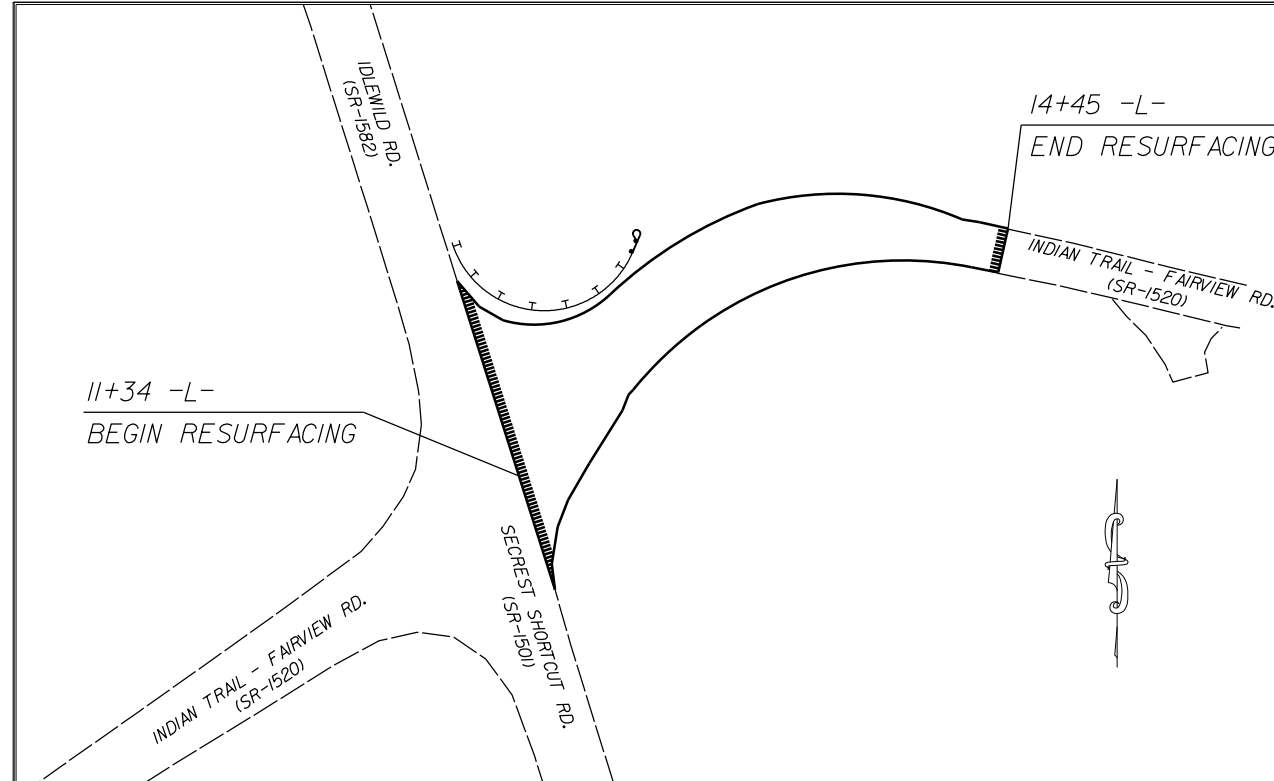 IDLEWILD RD.
(SR-1582)
14+45 -L-
END RESURFACING
INDIAN TRAIL - FAIRVIEW RD.
(SR-1520)
11+34 -L-
BEGIN RESURFACING
SECREST SHORTCUT RD.
(SR-1501)
INDIAN TRAIL - FAIRVIEW RD.
(SR-1520)